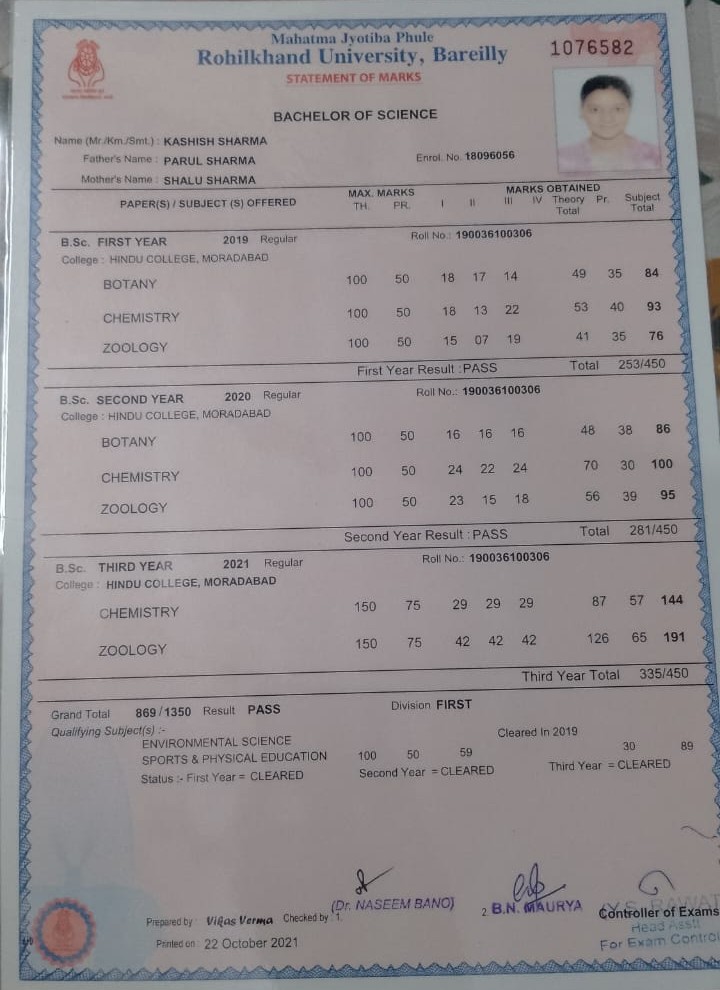 Mahatma Jyotiba Phule
Rohilkhand University, Bareilly
1076582
STATEMENT OF MARKS
BACHELOR OF SCIENCE
Name (Mr./Km./Smt.) : KASHISH SHARMA
Father's Name : PARUL SHARMA Enrol. No. 18096056
Mother's Name : SHALU SHARMA
PAPER(S) / SUBJECT (S) OFFERED MAX. MARKS MARKS OBTAINED
TH. PR. I II III IV Theory Total Pr. Subject Total
B.Sc. FIRST YEAR 2019 Regular Roll No.: 190036100306
College : HINDU COLLEGE, MORADABAD
BOTANY 100 50 18 17 14 49 35 84
CHEMISTRY 100 50 18 13 22 53 40 93
ZOOLOGY 100 50 15 07 19 41 35 76
First Year Result : PASS Total 253/450
B.Sc. SECOND YEAR 2020 Regular Roll No.: 190036100306
College : HINDU COLLEGE, MORADABAD
BOTANY 100 50 16 16 16 48 38 86
CHEMISTRY 100 50 24 22 24 70 30 100
ZOOLOGY 100 50 23 15 18 56 39 95
Second Year Result : PASS Total 281/450
B.Sc. THIRD YEAR 2021 Regular Roll No.: 190036100306
College : HINDU COLLEGE, MORADABAD
CHEMISTRY 150 75 29 29 29 87 57 144
ZOOLOGY 150 75 42 42 42 126 65 191
Third Year Total 335/450
Grand Total 869/1350 Result PASS Division FIRST
Qualifying Subject(s) :-
ENVIRONMENTAL SCIENCE Cleared In 2019
SPORTS & PHYSICAL EDUCATION 100 50 59 30 89
Status :- First Year = CLEARED Second Year = CLEARED Third Year = CLEARED
(Dr. NASEEM BANO) 2. B.N. MAURYA
Prepared by : Vikas Verma Checked by : 1. Controller of Exams
Head Asstt
Printed on : 22 October 2021 For Exam Control